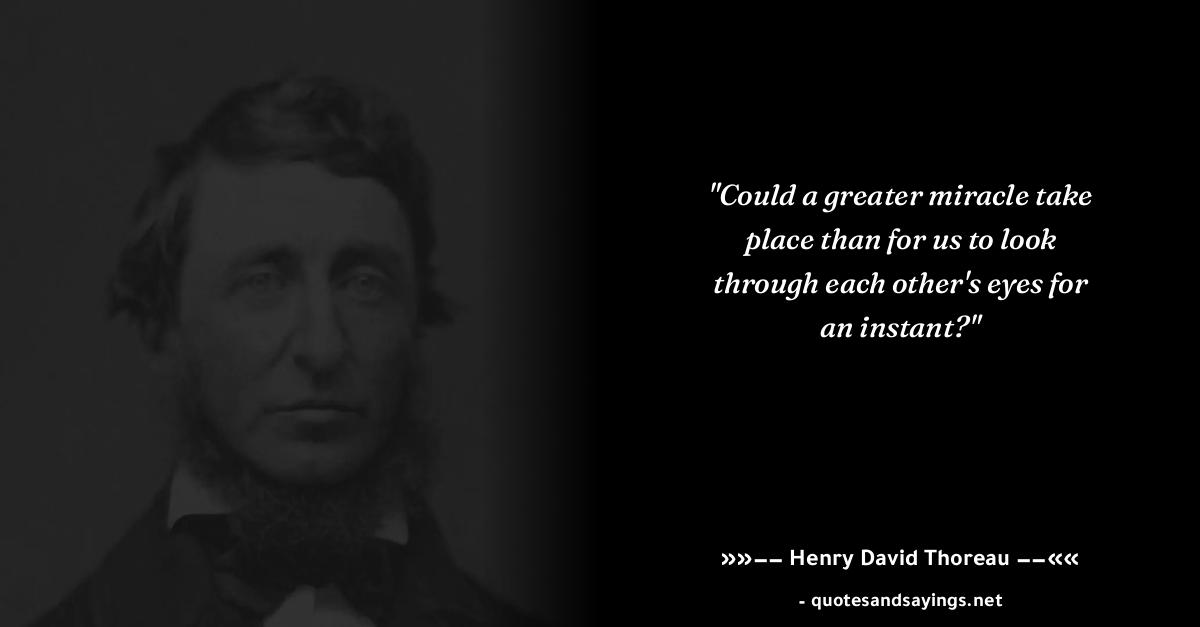 "Could a greater miracle take
place than for us to look
through each other's eyes for
an instant?"
»»–– Henry David Thoreau ––««
- quotesandsayings.net